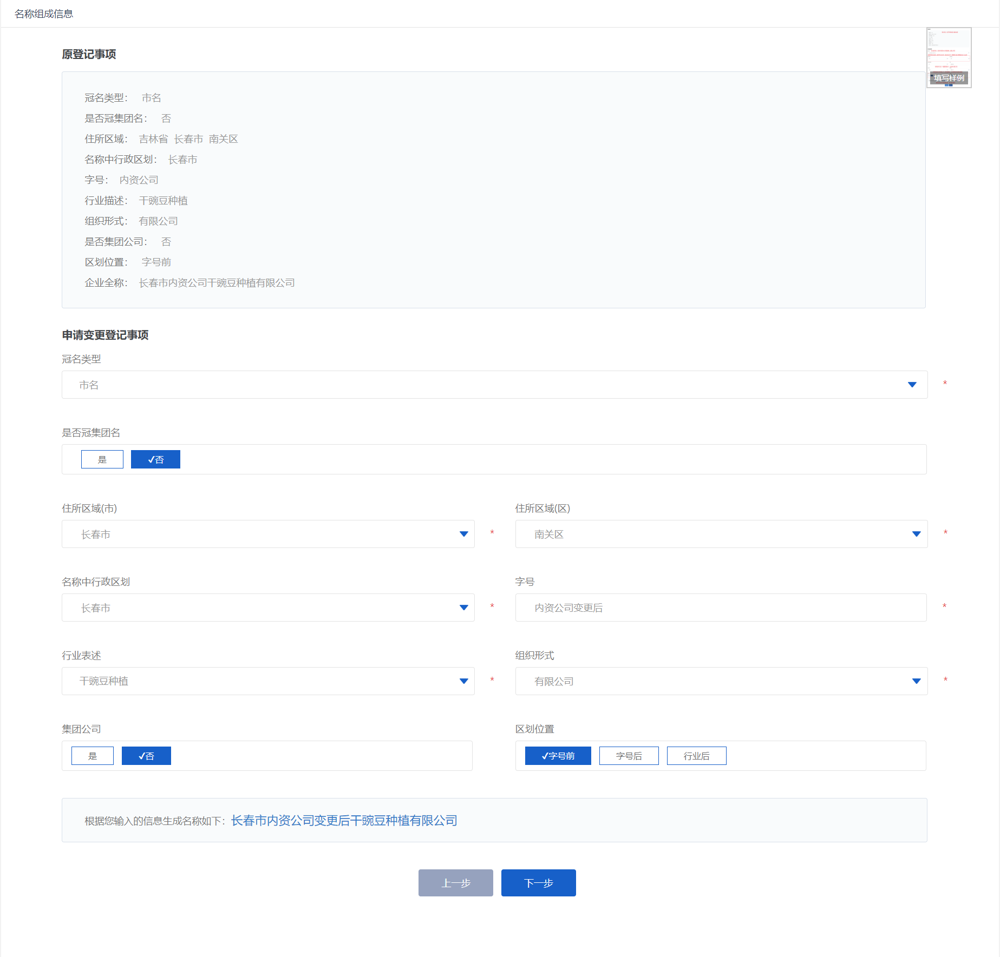 名称组成信息
原登记事项
填写样例
冠名类型： 市名
是否冠集团名： 否
住所区域： 吉林省 长春市 南关区
名称中行政区划： 长春市
字号： 内资公司
行业描述： 干豌豆种植
组织形式： 有限公司
是否集团公司： 否
区划位置： 字号前
企业全称： 长春市内资公司干豌豆种植有限公司
申请变更登记事项
冠名类型
市名 *
是否冠集团名
是 ✓否
住所区域(市) 住所区域(区)
长春市 * 南关区 *
名称中行政区划 字号
长春市 * 内资公司变更后 *
行业表述 组织形式
干豌豆种植 * 有限公司 *
集团公司 区划位置
是 ✓否 ✓字号前 字号后 行业后
根据您输入的信息生成名称如下：长春市内资公司变更后干豌豆种植有限公司
上一步 下一步